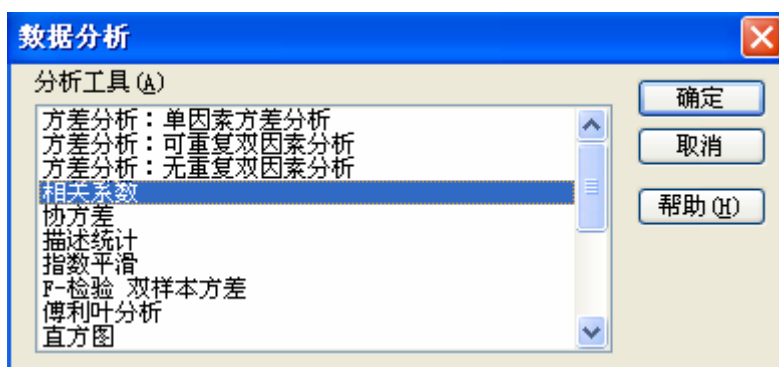 数据分析
分析工具(A)
方差分析：单因素方差分析
方差分析：可重复双因素分析
方差分析：无重复双因素分析
相关系数
协方差
描述统计
指数平滑
F-检验 双样本方差
傅利叶分析
直方图
确定
取消
帮助(H)